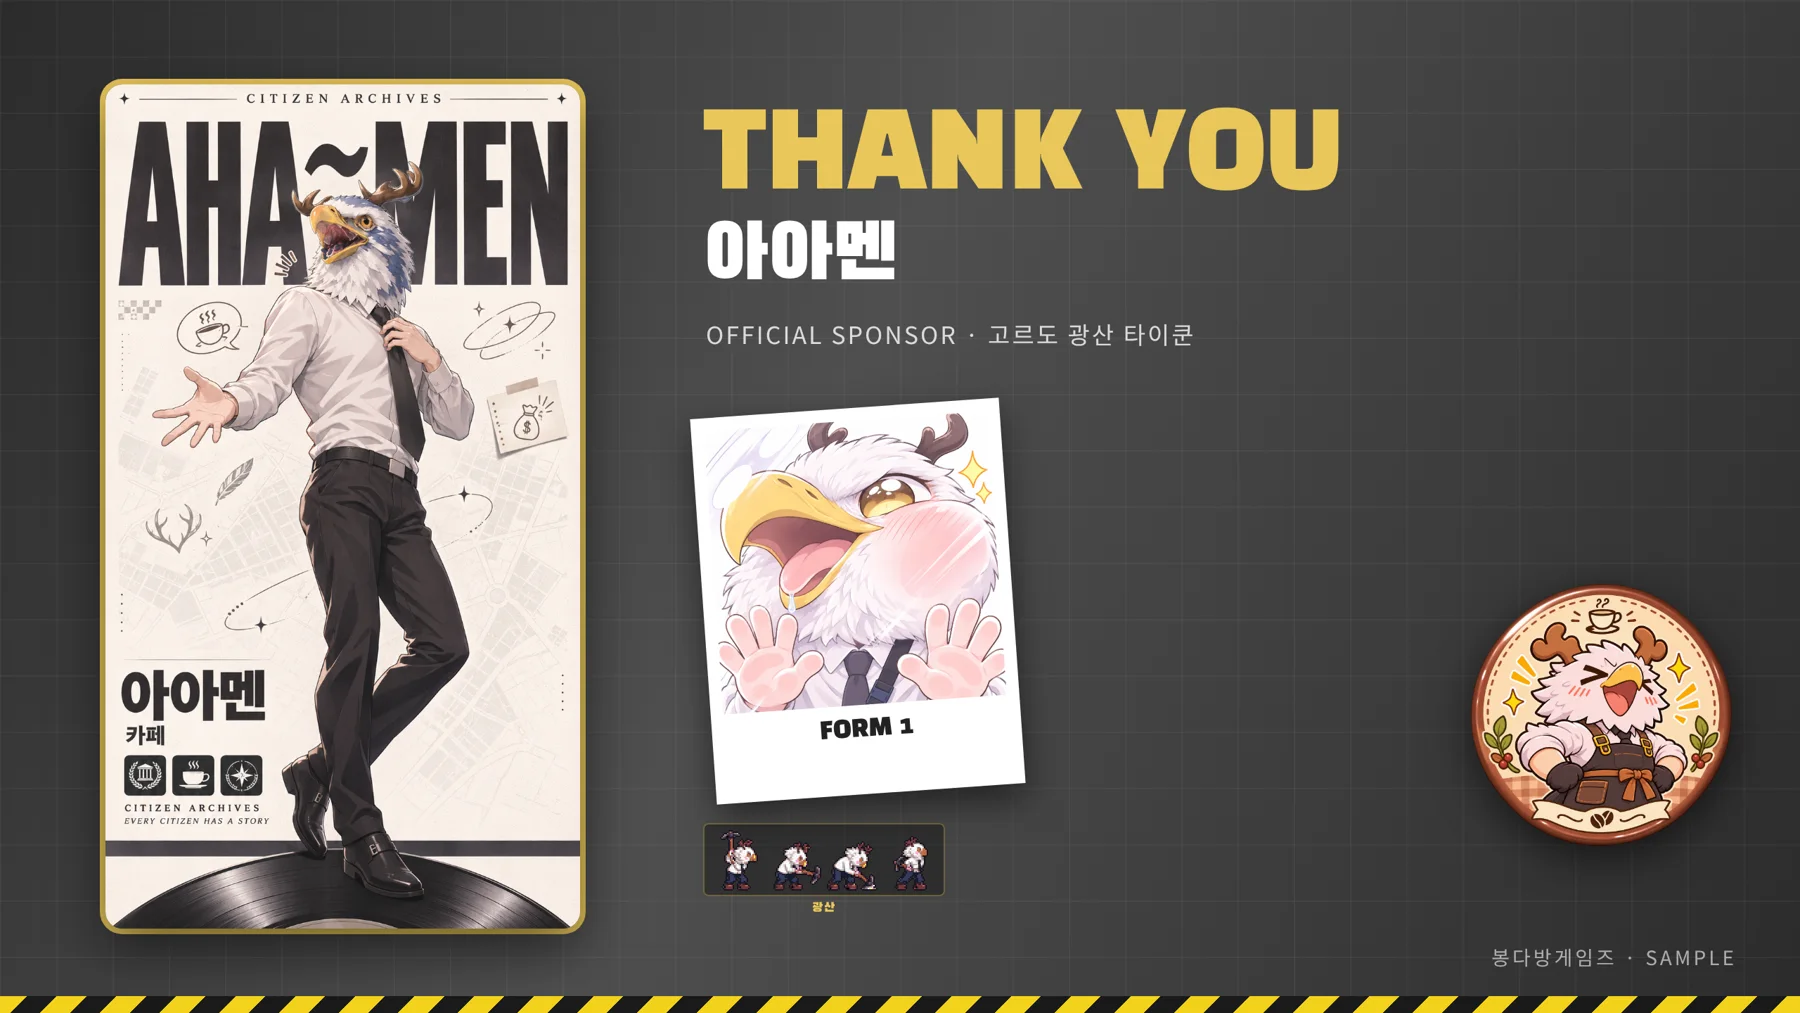 CITIZEN ARCHIVES
AHA~MEN
$
아아멘
카페
CITIZEN ARCHIVES
EVERY CITIZEN HAS A STORY
THANK YOU
아아멘
OFFICIAL SPONSOR · 고르도 광산 타이쿤
FORM 1
광산
봉다방게임즈 · SAMPLE